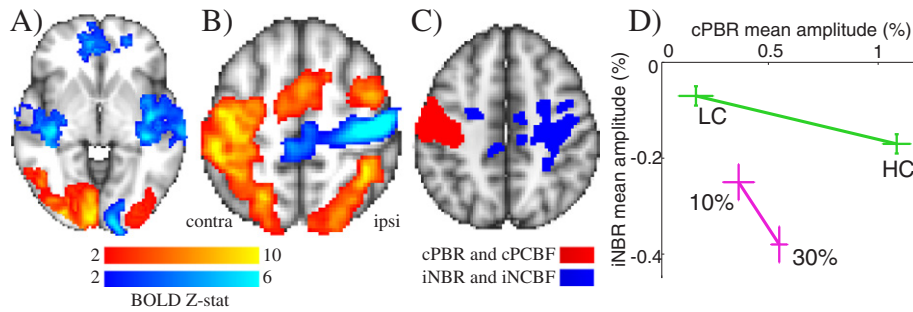 A)
B)
C)
D)
contra
ipsi
2
10
2
6
BOLD Z-stat
cPBR and cPCBF
iNBR and iNCBF
cPBR mean amplitude (%)
0
0.5
1
iNBR mean amplitude (%)
0
-0.2
-0.4
LC
HC
10%
30%